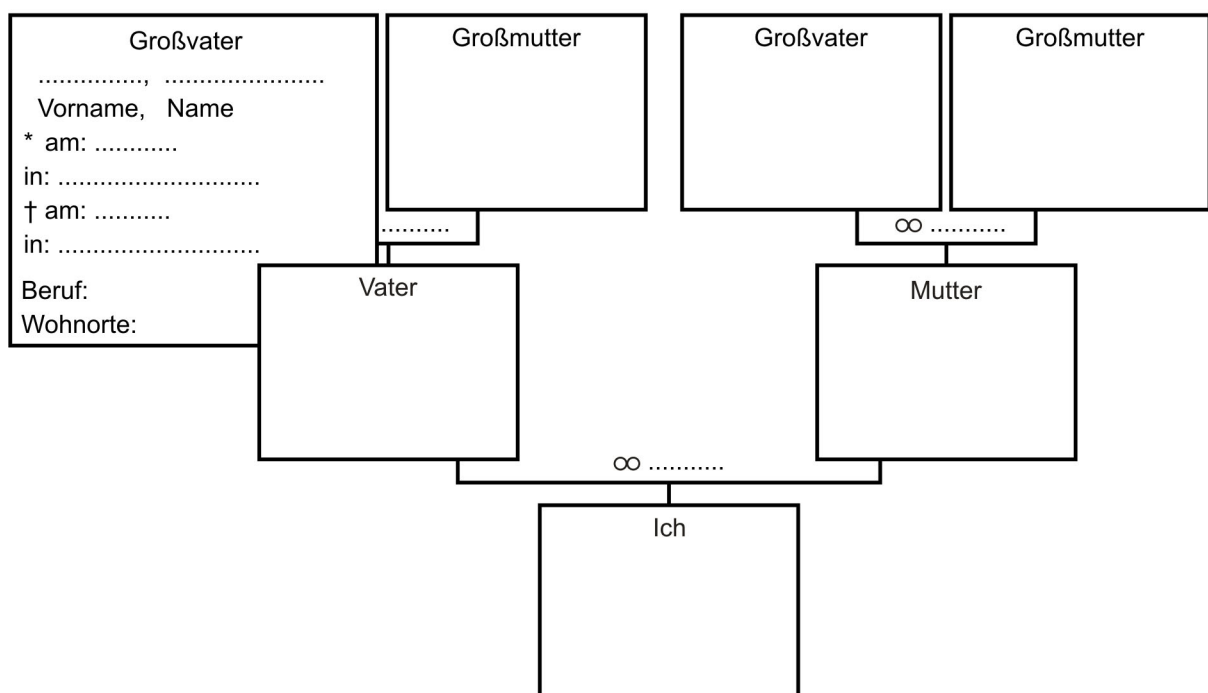 Großvater
Großmutter
Großvater
Großmutter
..............., .......................
Vorname, Name
* am: ............
in: .............................
† am: ...........
in: .............................
Beruf:
Wohnorte:
..........
∞ ...........
Vater
Mutter
∞ ...........
Ich